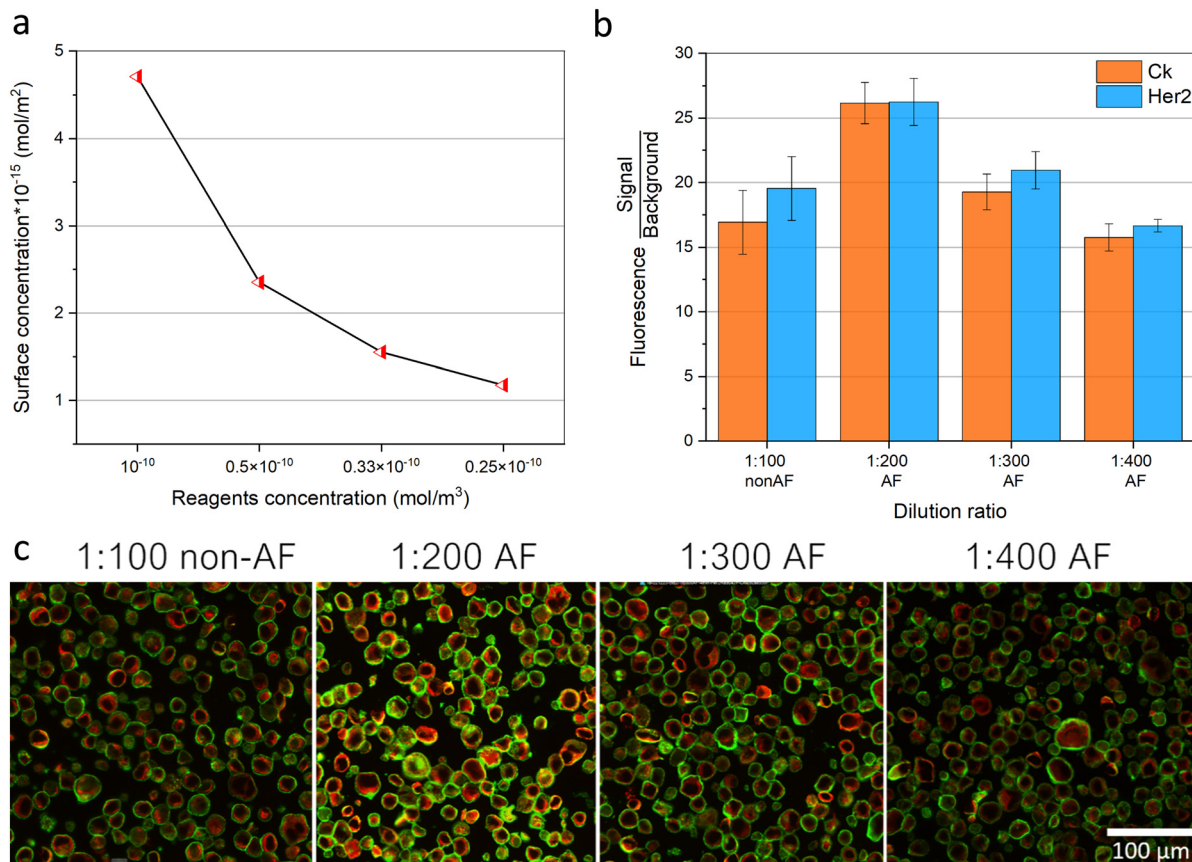 a
5
4
3
2
1
Surface concentration*10⁻¹⁵ (mol/m²)
10⁻¹⁰
0.5×10⁻¹⁰
0.33×10⁻¹⁰
0.25×10⁻¹⁰
Reagents concentration (mol/m³)
b
30
25
20
15
10
5
0
Fluorescence Signal
Background
Ck
Her2
1:100
nonAF
1:200
AF
1:300
AF
1:400
AF
Dilution ratio
c
1:100 non-AF
1:200 AF
1:300 AF
1:400 AF
100 µm